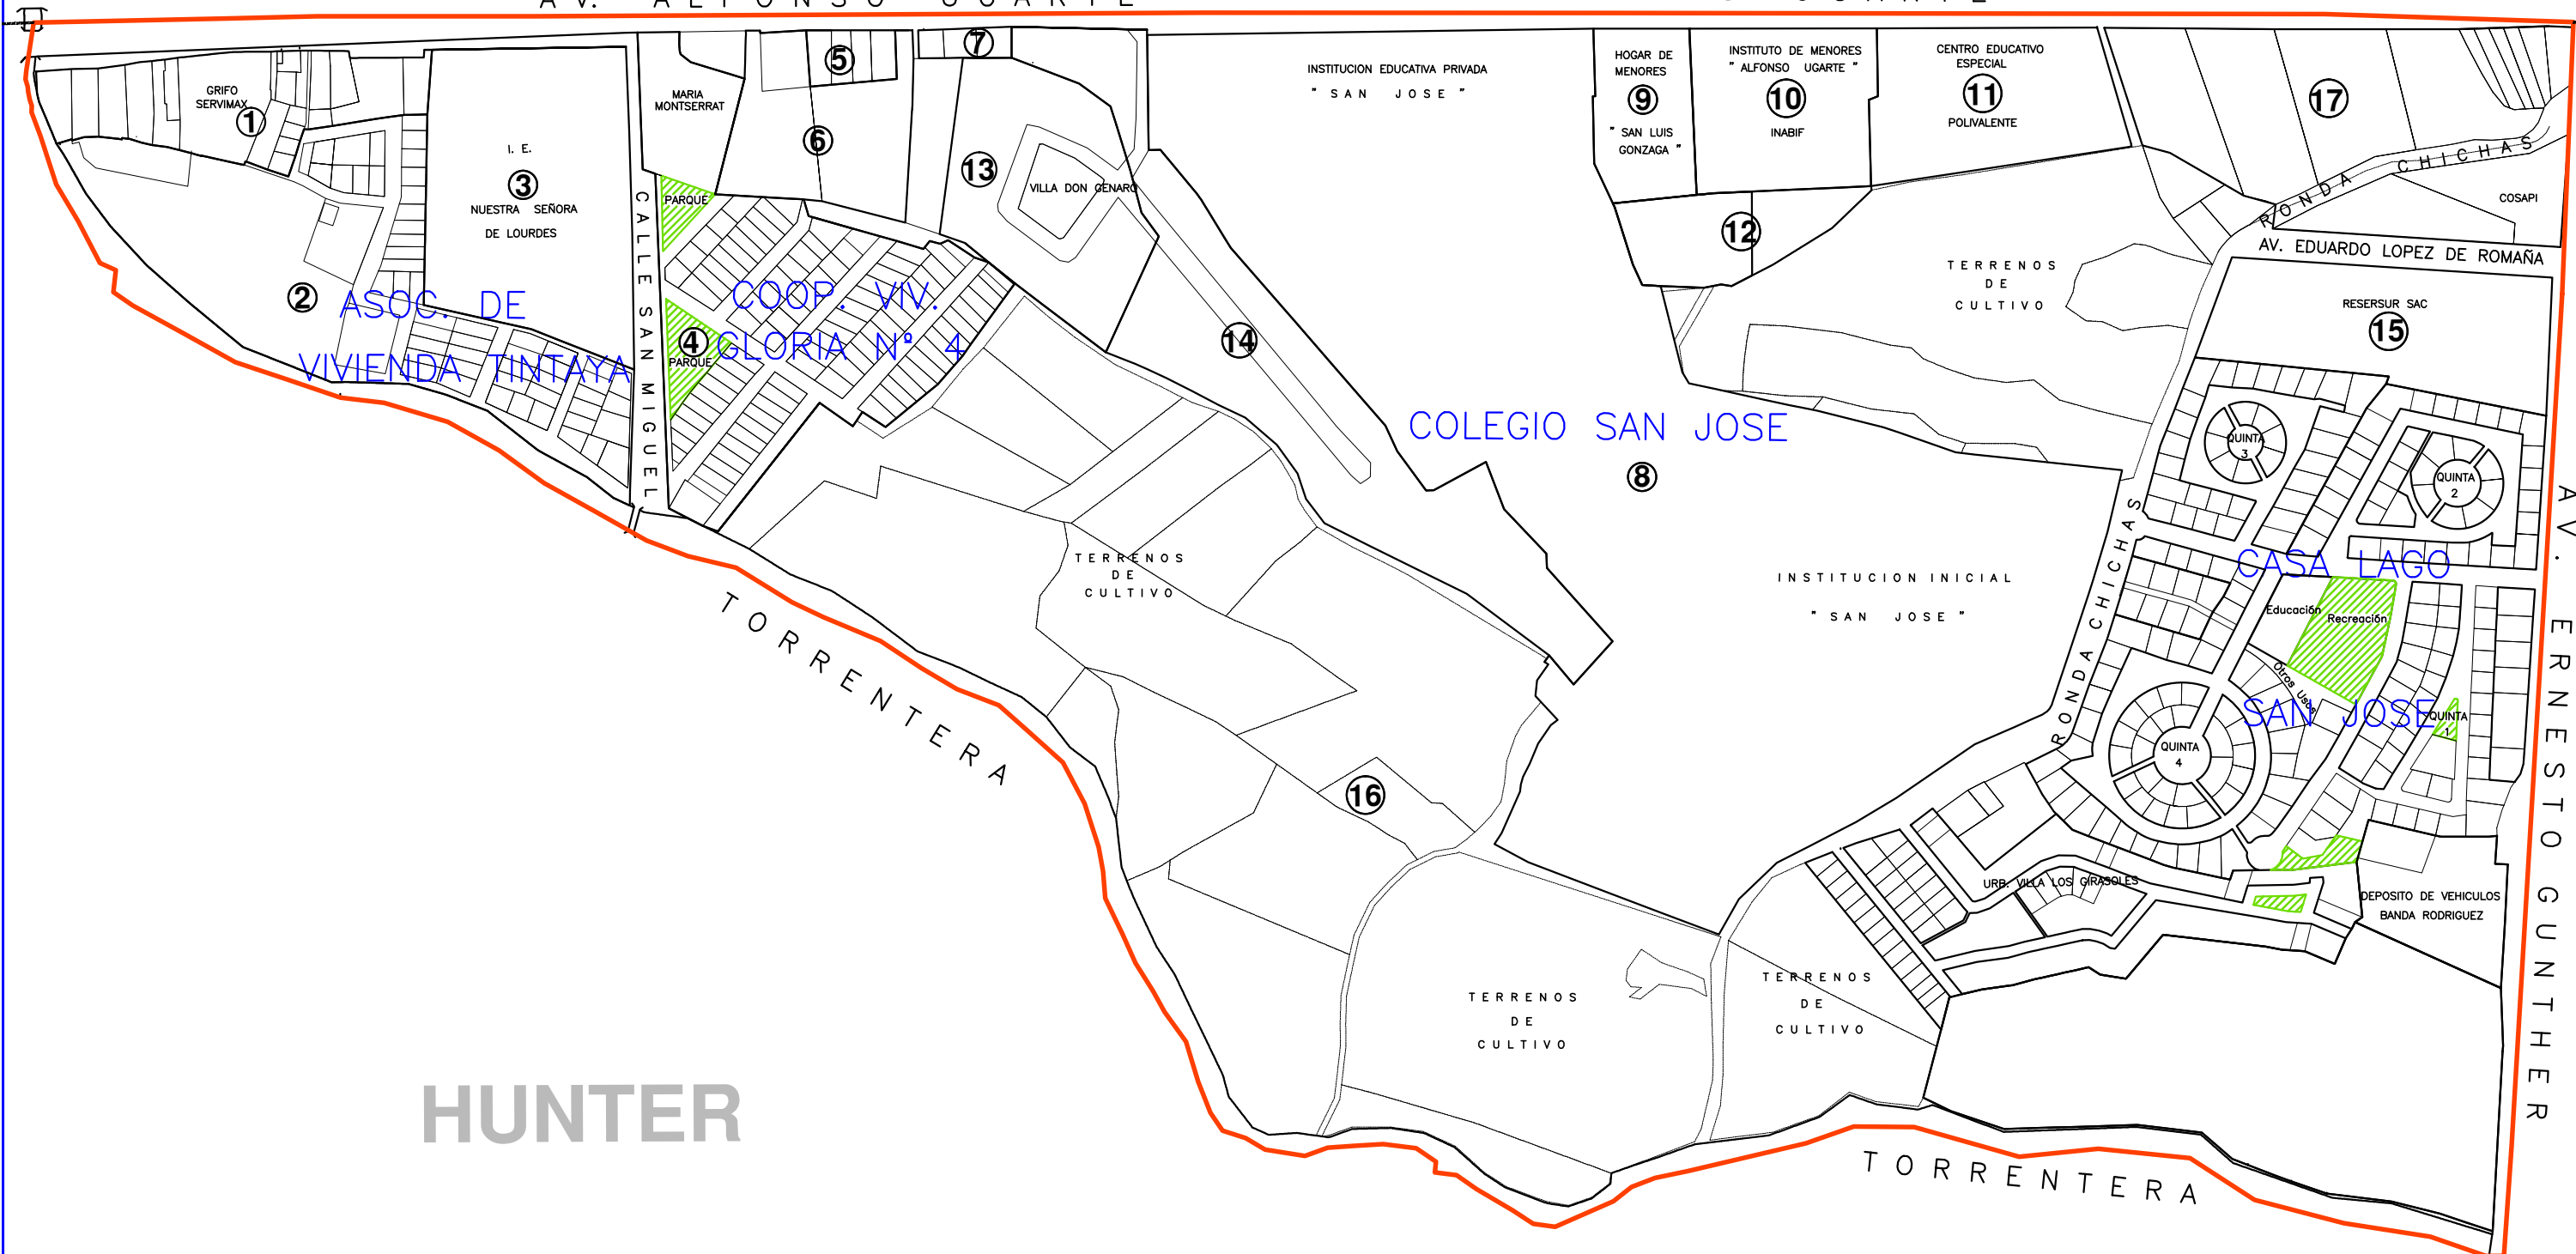 AV. ALFONSO UGARTE
UGARTE
GRIFO
SERVIMAX
1
I. E.
3
NUESTRA SEÑORA
DE LOURDES
MARIA
MONTSERRAT
5
6
7
13
VILLA DON GENARO
INSTITUCION EDUCATIVA PRIVADA
" SAN JOSE "
HOGAR DE
MENORES
9
" SAN LUIS
GONZAGA "
INSTITUTO DE MENORES
" ALFONSO UGARTE "
10
INABIF
CENTRO EDUCATIVO
ESPECIAL
11
POLIVALENTE
17
RONDA CHICHAS
COSAPI
AV. EDUARDO LOPEZ DE ROMAÑA
12
TERRENOS
DE
CULTIVO
RESERSUR SAC
15
2
ASOC. DE
VIVIENDA TINTAYA
CALLE SAN MIGUEL
PARQUE
COOP. VIV.
GLORIA Nº 4
4
PARQUE
14
COLEGIO SAN JOSE
8
QUINTA
3
QUINTA
2
AV. ERNESTO GUNTHER
CASA LAGO
Educación
Recreación
Otros Usos
SAN JOSE
QUINTA
1
QUINTA
4
RONDA CHICHAS
TERRENOS
DE
CULTIVO
INSTITUCION INICIAL
" SAN JOSE "
TORRENTERA
16
URB. VILLA LOS GIRASOLES
DEPOSITO DE VEHICULOS
BANDA RODRIGUEZ
TERRENOS
DE
CULTIVO
TERRENOS
DE
CULTIVO
HUNTER
TORRENTERA